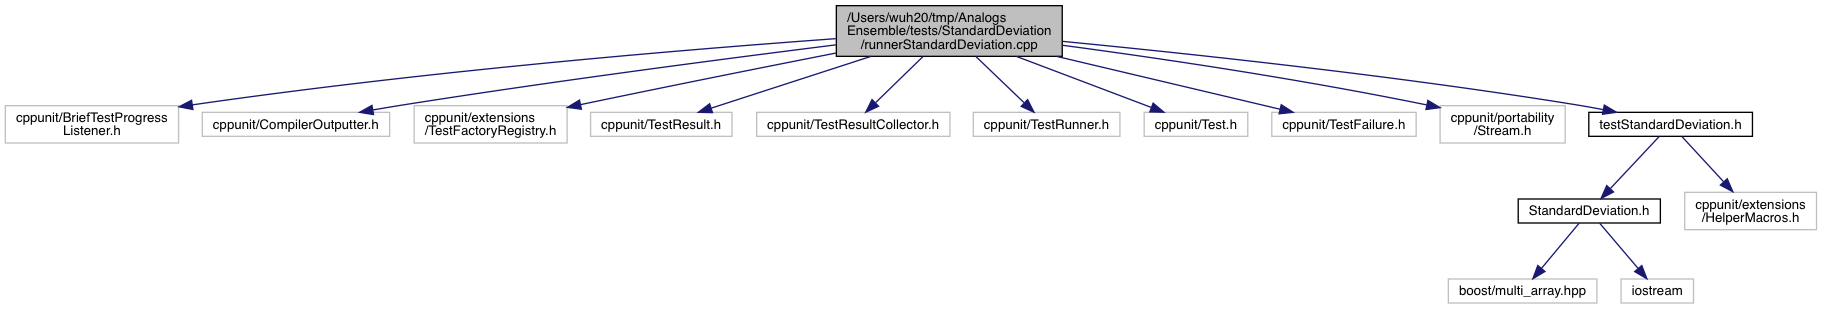 /Users/wuh20/tmp/Analogs
Ensemble/tests/StandardDeviation
/runnerStandardDeviation.cpp
cppunit/BriefTestProgress
Listener.h
cppunit/CompilerOutputter.h
cppunit/extensions
/TestFactoryRegistry.h
cppunit/TestResult.h
cppunit/TestResultCollector.h
cppunit/TestRunner.h
cppunit/Test.h
cppunit/TestFailure.h
cppunit/portability
/Stream.h
testStandardDeviation.h
StandardDeviation.h
cppunit/extensions
/HelperMacros.h
boost/multi_array.hpp
iostream